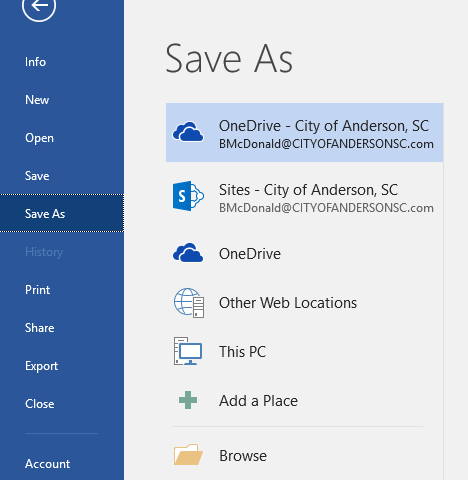 Info
New
Open
Save
Save As
History
Print
Share
Export
Close
Account
Save As
OneDrive - City of Anderson, SC
BMcDonald@CITYOFANDERSONSC.com
Sites - City of Anderson, SC
BMcDonald@CITYOFANDERSONSC.com
OneDrive
Other Web Locations
This PC
Add a Place
Browse